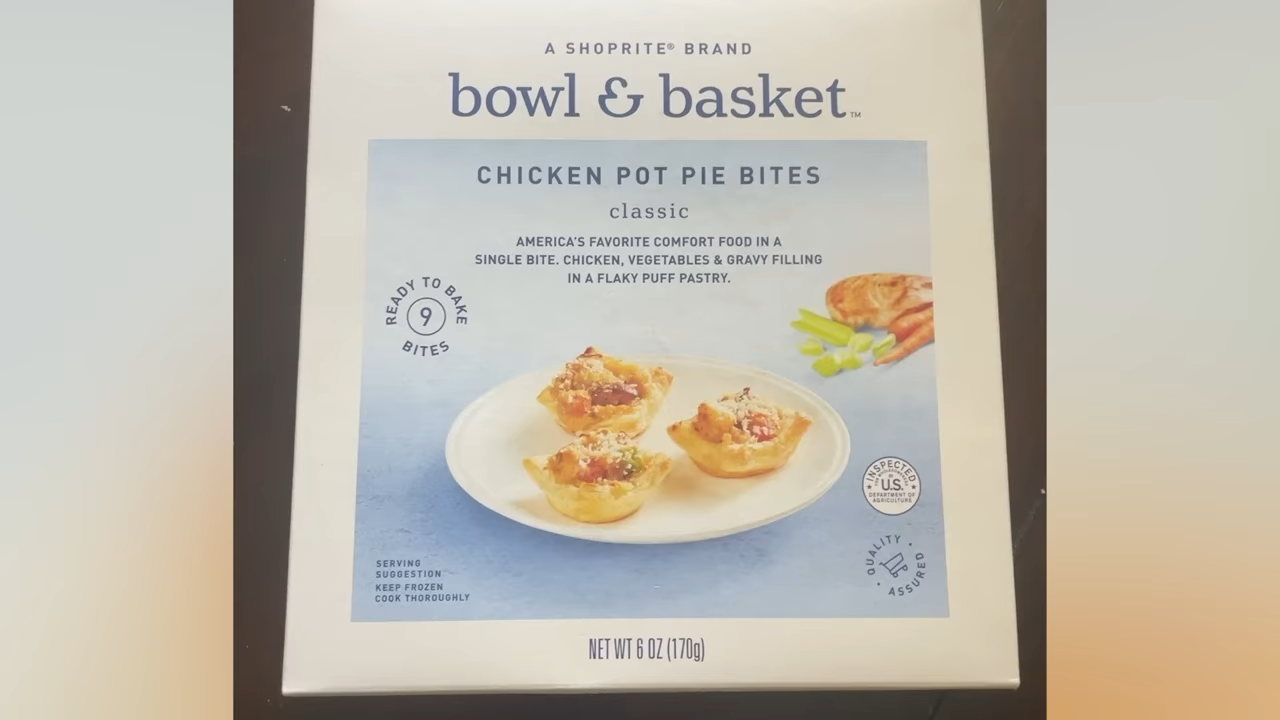 A SHOPRITE® BRAND
bowl & basket™
CHICKEN POT PIE BITES
classic
AMERICA'S FAVORITE COMFORT FOOD IN A
SINGLE BITE. CHICKEN, VEGETABLES & GRAVY FILLING
IN A FLAKY PUFF PASTRY.
READY TO BAKE
9
BITES
INSPECTED
U.S.
DEPARTMENT OF
AGRICULTURE
QUALITY
ASSURED
SERVING
SUGGESTION
KEEP FROZEN
COOK THOROUGHLY
NET WT 6 OZ (170g)